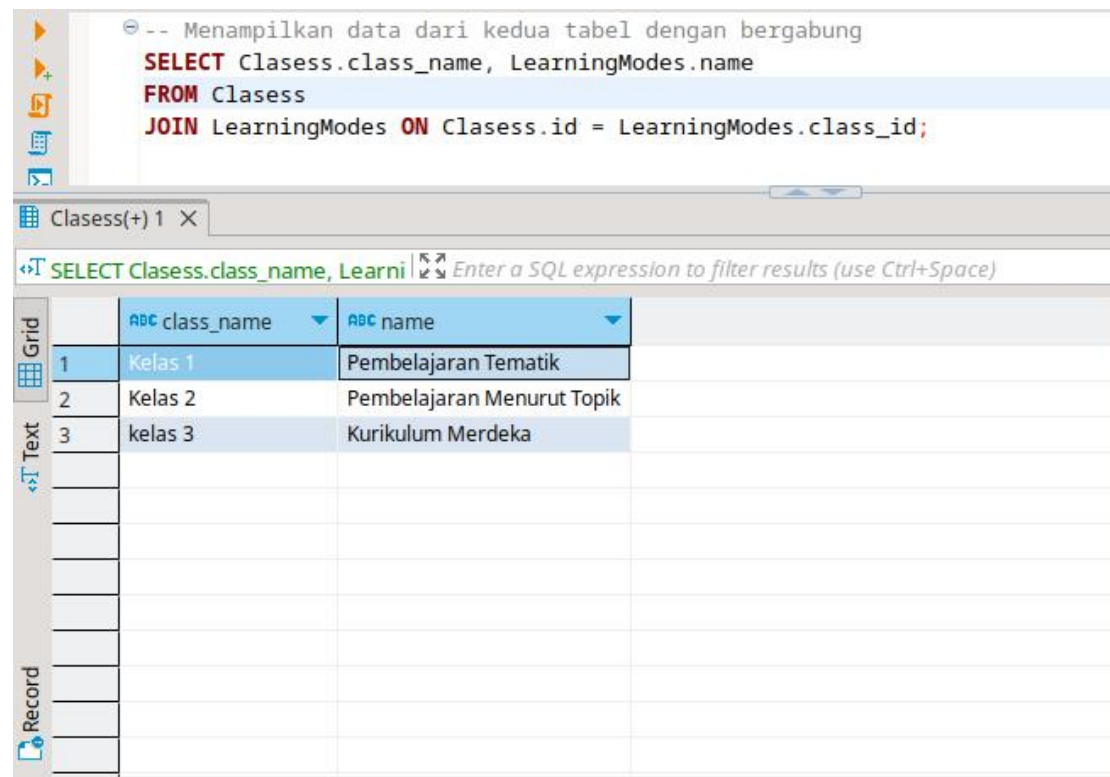 -- Menampilkan data dari kedua tabel dengan bergabung
SELECT Clasess.class_name, LearningModes.name
FROM Clasess
JOIN LearningModes ON Clasess.id = LearningModes.class_id;
Clasess(+) 1
SELECT Clasess.class_name, Learni Enter a SQL expression to filter results (use Ctrl+Space)
Grid
Text
Record
ABC class_name ABC name
1 Kelas 1 Pembelajaran Tematik
2 Kelas 2 Pembelajaran Menurut Topik
3 kelas 3 Kurikulum Merdeka